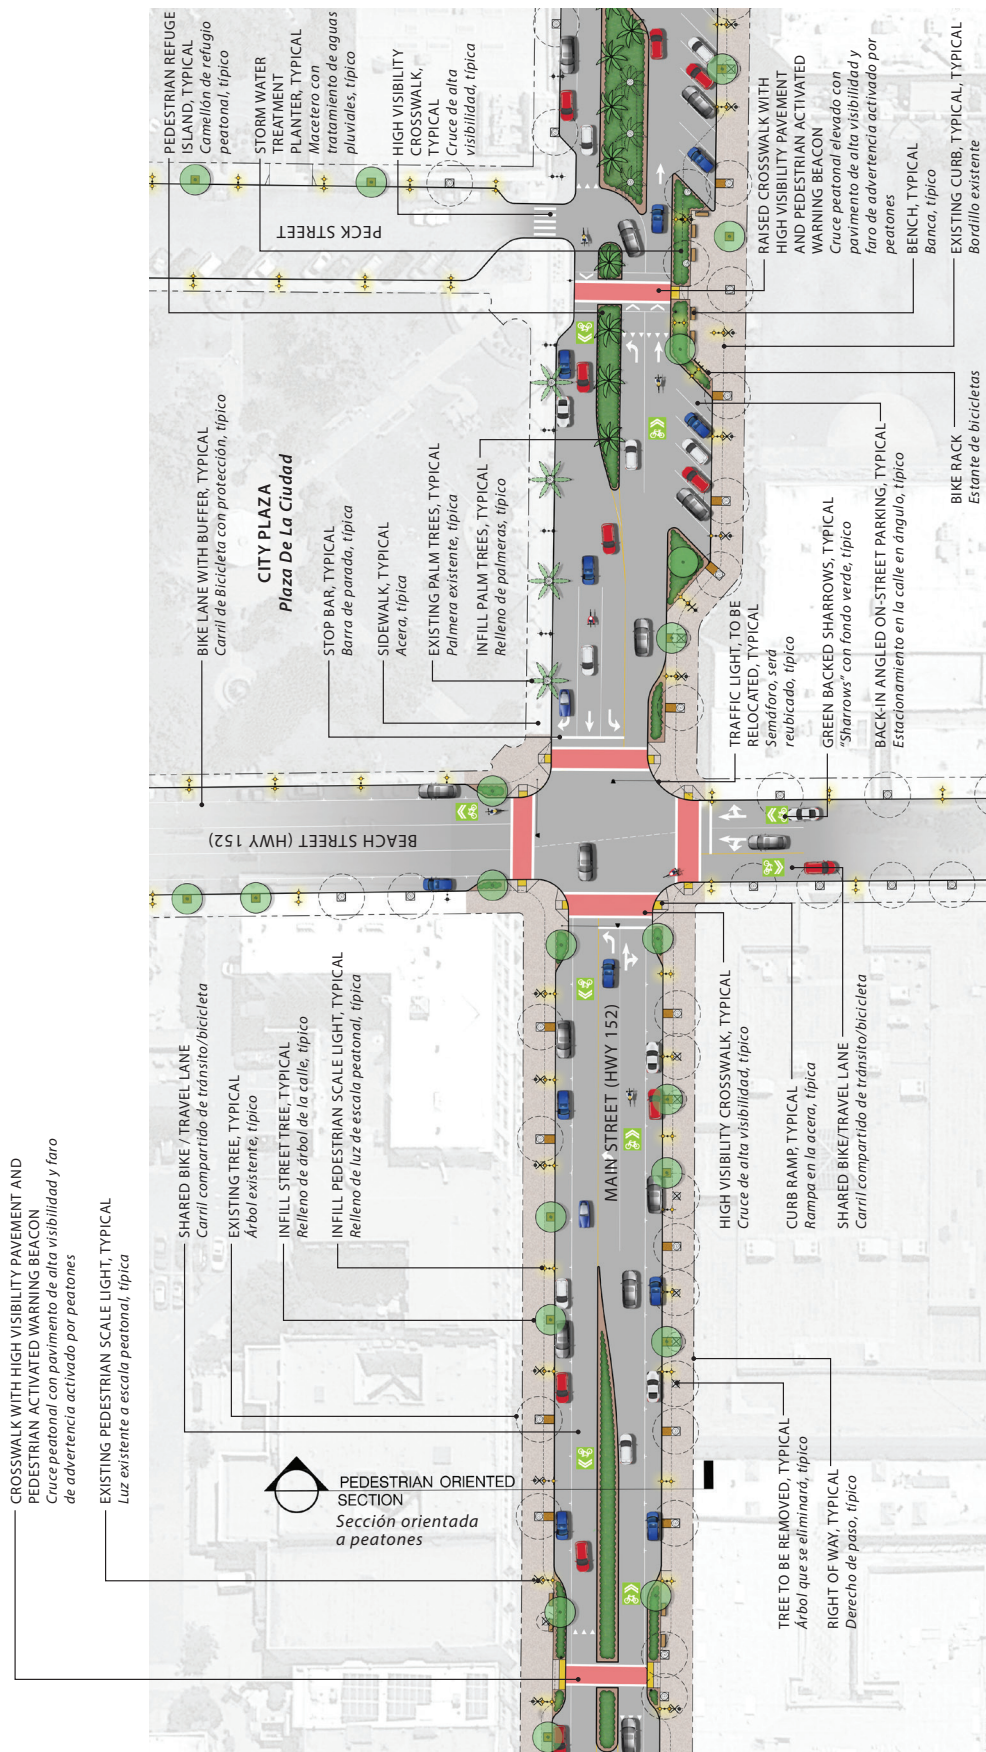 CROSSWALK WITH HIGH VISIBILITY PAVEMENT AND
PEDESTRIAN ACTIVATED WARNING BEACON
Cruce peatonal con pavimento de alta visibilidad y faro
de advertencia activado por peatones
EXISTING PEDESTRIAN SCALE LIGHT, TYPICAL
Luz existente a escala peatonal, típica
SHARED BIKE / TRAVEL LANE
Carril compartido de tránsito/bicicleta
EXISTING TREE, TYPICAL
Árbol existente, típico
INFILL STREET TREE, TYPICAL
Relleno de árbol de la calle, típico
INFILL PEDESTRIAN SCALE LIGHT, TYPICAL
Relleno de luz de escala peatonal, típica
BIKE LANE WITH BUFFER, TYPICAL
Carril de Bicicleta con protección, típico
CITY PLAZA
Plaza De La Ciudad
STOP BAR, TYPICAL
Barra de parada, típica
SIDEWALK, TYPICAL
Acera, típica
EXISTING PALM TREES, TYPICAL
Palmera existente, típica
INFILL PALM TREES, TYPICAL
Relleno de palmeras, típico
PEDESTRIAN REFUGE
ISLAND, TYPICAL
Camellón de refugio
peatonal, típico
STORM WATER
TREATMENT
PLANTER, TYPICAL
Macetero con
tratamiento de aguas
pluviales, típico
HIGH VISIBILITY
CROSSWALK,
TYPICAL
Cruce de alta
visibilidad, típica
PECK STREET
BEACH STREET (HWY 152)
MAIN STREET (HWY 152)
PEDESTRIAN ORIENTED
SECTION
Sección orientada
a peatones
TREE TO BE REMOVED, TYPICAL
Árbol que se eliminará, típico
RIGHT OF WAY, TYPICAL
Derecho de paso, típico
HIGH VISIBILITY CROSSWALK, TYPICAL
Cruce de alta visibilidad, típico
CURB RAMP, TYPICAL
Rampa en la acera, típica
SHARED BIKE/TRAVEL LANE
Carril compartido de tránsito/bicicleta
TRAFFIC LIGHT, TO BE
RELOCATED, TYPICAL
Semáforo, será
reubicado, típico
GREEN BACKED SHARROWS, TYPICAL
"Sharrows" con fondo verde, típico
BACK-IN ANGLED ON-STREET PARKING, TYPICAL
Estacionamiento en la calle en ángulo, típico
BIKE RACK
Estante de bicicletas
RAISED CROSSWALK WITH
HIGH VISIBILITY PAVEMENT
AND PEDESTRIAN ACTIVATED
WARNING BEACON
Cruce peatonal elevado con
pavimento de alta visibilidad y
faro de advertencia activado por
peatones
BENCH, TYPICAL
Banca, típico
EXISTING CURB, TYPICAL, TYPICAL
Bordillo existente